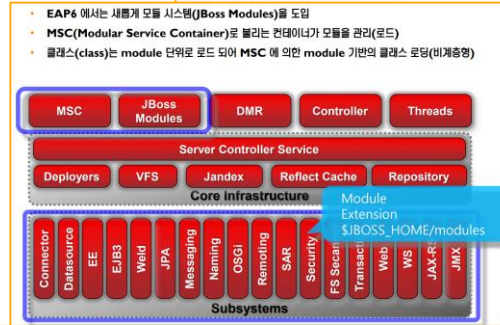 • EAP6 에서는 새롭게 모듈 시스템(JBoss Modules)을 도입
• MSC(Modular Service Container)로 불리는 컨테이너가 모듈을 관리(로드)
• 클래스(class)는 module 단위로 로드 되어 MSC 에 의한 module 기반의 클래스 로딩(비계층형)
MSC
JBoss
Modules
DMR
Controller
Threads
Server Controller Service
Deployers
VFS
Jandex
Reflect Cache
Repository
Core infrastructure
Module
Extension
$JBOSS_HOME/modules
Connector
Datasource
EE
EJB3
Weld
JPA
Messaging
Naming
OSGi
Remoting
SAR
Security
FS
Transacti
Web
WS
JAX-RS
JMX
Subsystems